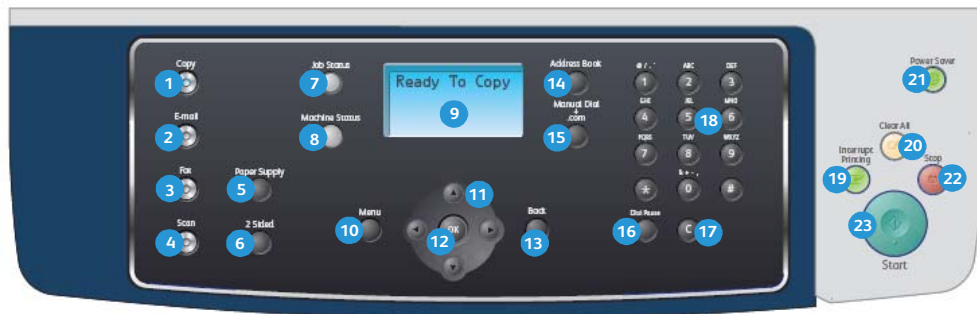 Copy
1
E-mail
2
Fax
3
Scan
4
Paper Supply
5
2 Sided
6
Job Status
7
Machine Status
8
Ready To Copy
9
Menu
10
11
OK
12
Back
13
Address Book
14
Manual Dial
+
.com
15
Dial Pause
16
C
17
@ / . '
1
ABC
2
DEF
3
GHI
4
JKL
5
18
MNO
6
PQRS
7
TUV
8
WXYZ
9
*
0
#
Interrupt
Printing
19
Clear All
20
Power Saver
21
Stop
22
23
Start